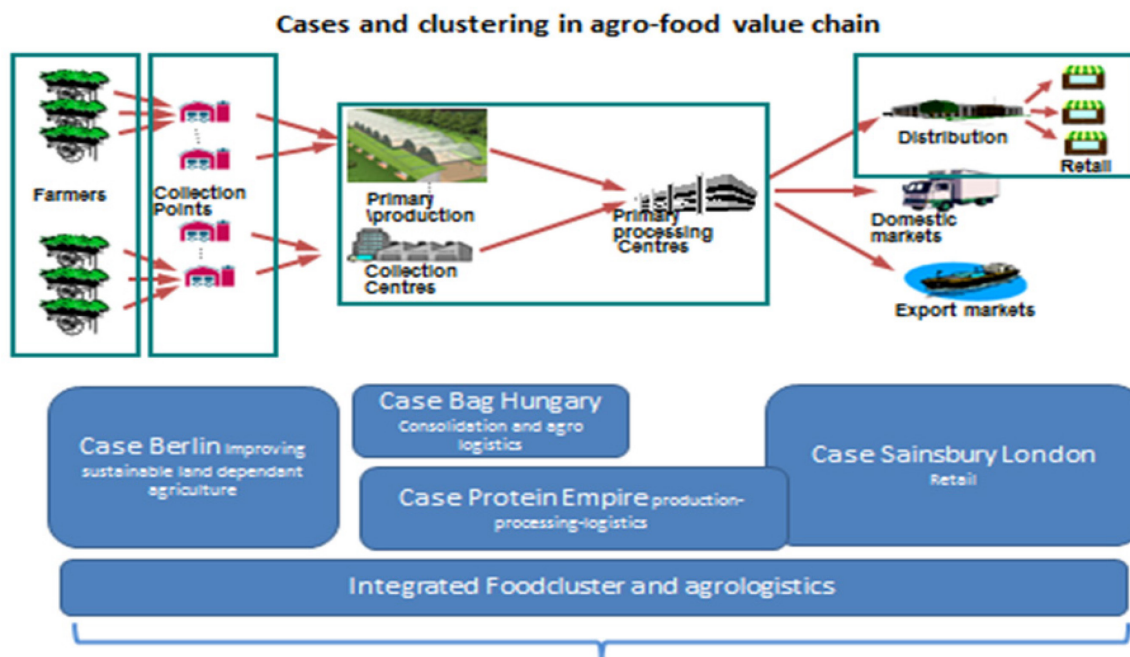 Cases and clustering in agro-food value chain
Farmers
Collection
Points
Primary
\production
Collection
Centres
Primary
processing
Centres
Distribution
Retail
Domestic
markets
Export markets
Case Berlin Improving
sustainable land dependant
agriculture
Case Bag Hungary
Consolidation and agro
logistics
Case Protein Empire production-
processing-logistics
Case Sainsbury London
Retail
Integrated Foodcluster and agrologistics